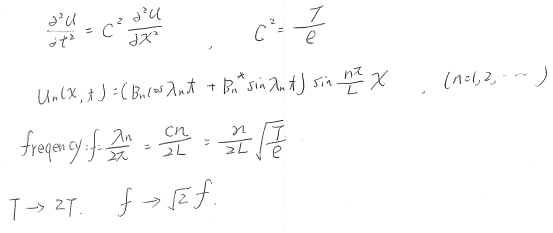 ∂²u/∂t² = C² ∂²u/∂x² , C² = T/ρ
un(x,t) = (Bn cos λn t + Bn* sin λn t) sin nπ/L x , (n=1,2,⋯)
freqency: f = λn/2π = cn/2L = n/2L √(T/ρ)
T → 2T. f → √2 f.